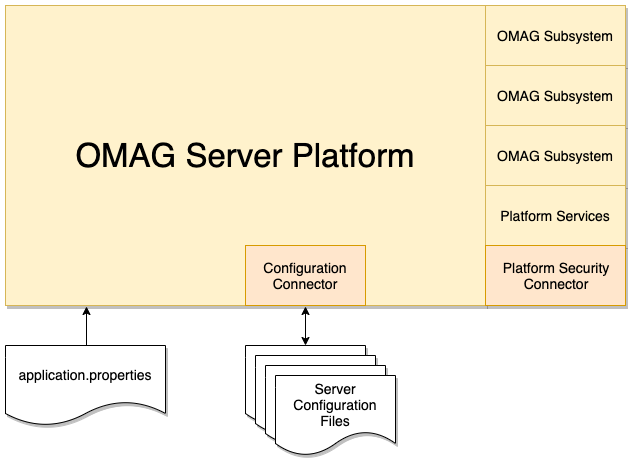 OMAG Subsystem
OMAG Subsystem
OMAG Server Platform
OMAG Subsystem
Platform Services
Configuration
Connector
Platform Security
Connector
application.properties
Server
Configuration
Files